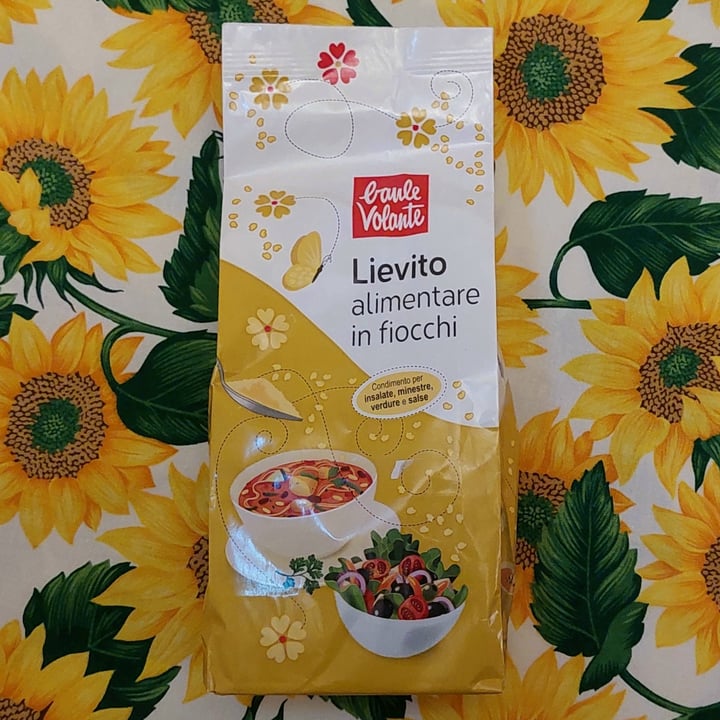 baule
Volante
Lievito
alimentare
in fiocchi
Condimento per
insalate, minestre,
verdure e salse